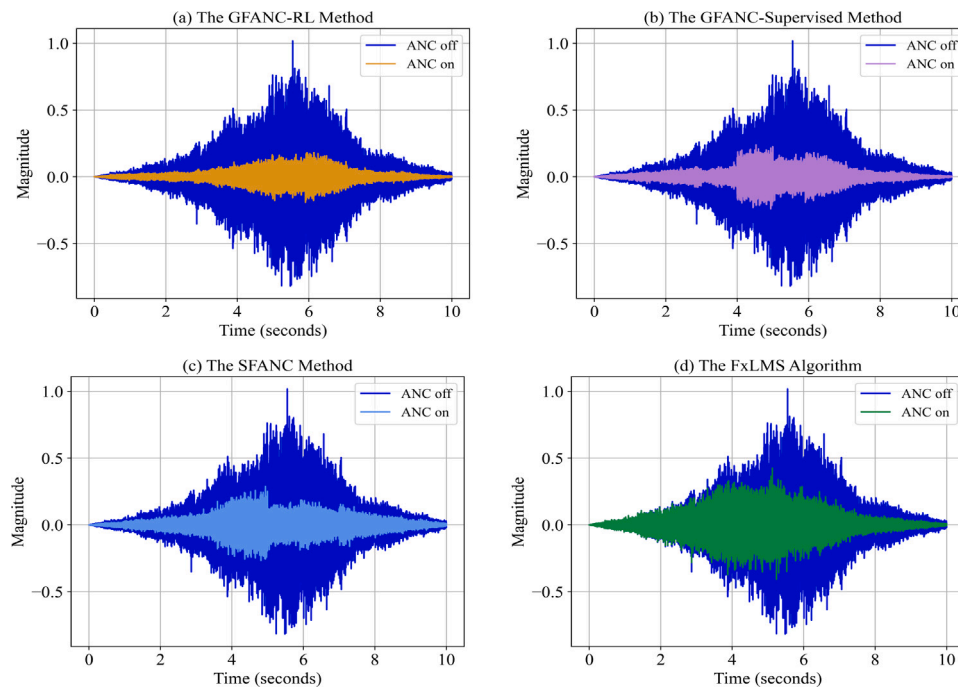 (a) The GFANC-RL Method
1.0
0.5
0.0
−0.5
Magnitude
ANC off
ANC on
0 2 4 6 8 10
Time (seconds)
(b) The GFANC-Supervised Method
1.0
0.5
0.0
−0.5
Magnitude
ANC off
ANC on
0 2 4 6 8 10
Time (seconds)
(c) The SFANC Method
1.0
0.5
0.0
−0.5
Magnitude
ANC off
ANC on
0 2 4 6 8 10
Time (seconds)
(d) The FxLMS Algorithm
1.0
0.5
0.0
−0.5
Magnitude
ANC off
ANC on
0 2 4 6 8 10
Time (seconds)